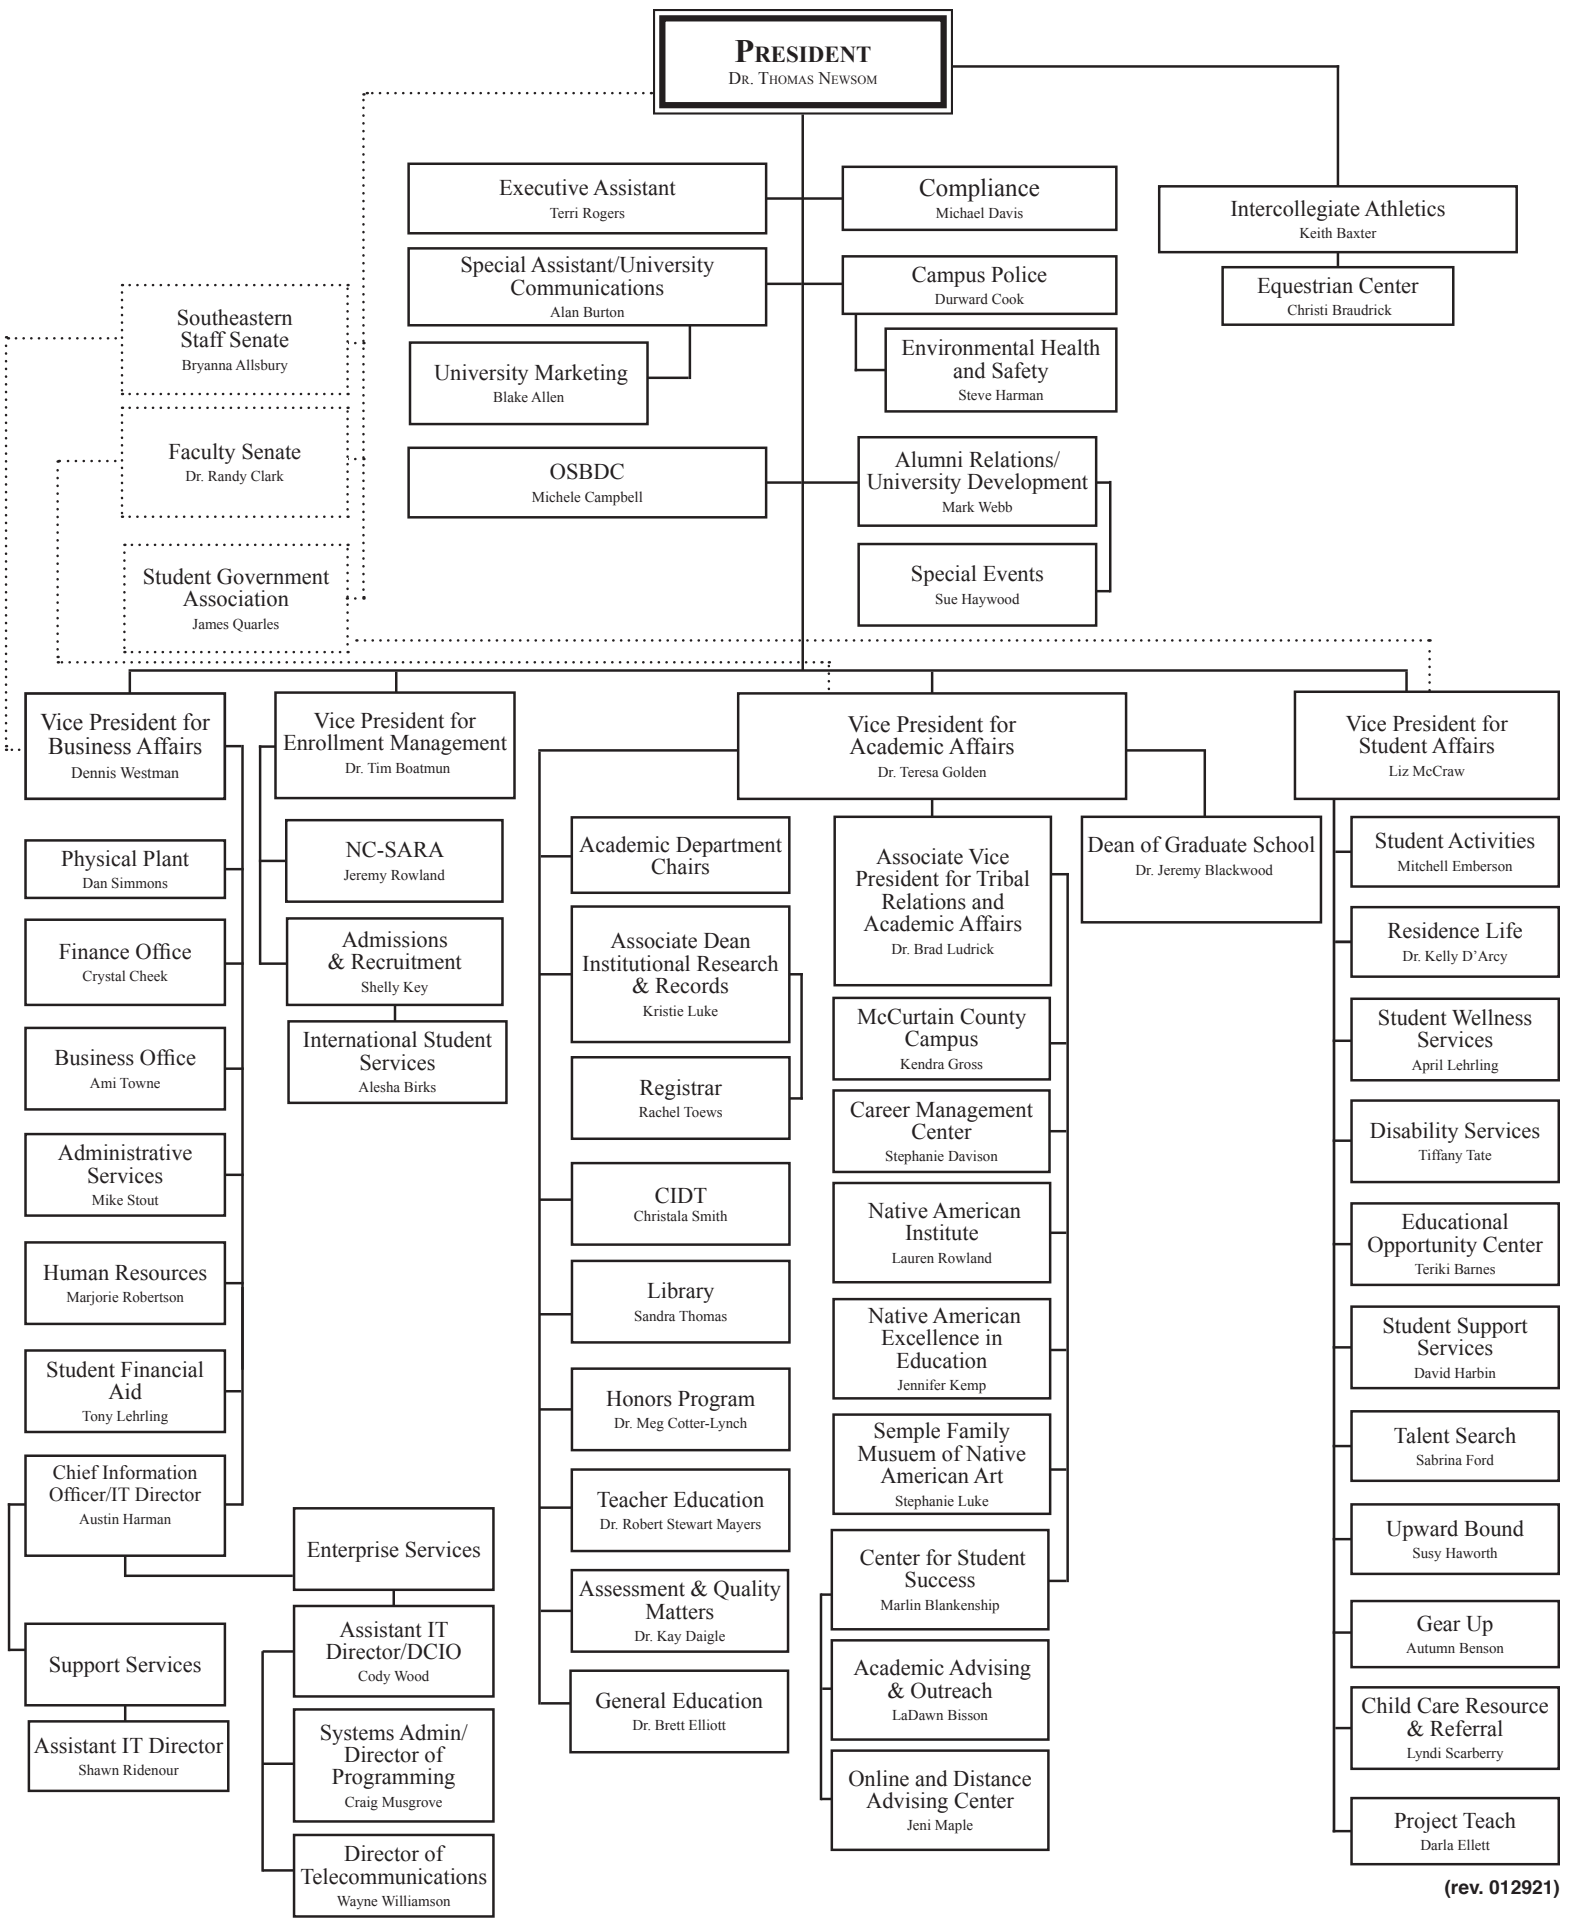 PRESIDENT
DR. THOMAS NEWSOM
Executive Assistant
Terri Rogers
Compliance
Michael Davis
Intercollegiate Athletics
Keith Baxter
Equestrian Center
Christi Braudrick
Special Assistant/University
Communications
Alan Burton
Campus Police
Durward Cook
University Marketing
Blake Allen
Environmental Health
and Safety
Steve Harman
Southeastern
Staff Senate
Bryanna Allsbury
Faculty Senate
Dr. Randy Clark
Student Government
Association
James Quarles
OSBDC
Michele Campbell
Alumni Relations/
University Development
Mark Webb
Special Events
Sue Haywood
Vice President for
Business Affairs
Dennis Westman
Physical Plant
Dan Simmons
Finance Office
Crystal Cheek
Business Office
Ami Towne
Administrative
Services
Mike Stout
Human Resources
Marjorie Robertson
Student Financial
Aid
Tony Lehrling
Chief Information
Officer/IT Director
Austin Harman
Support Services
Assistant IT Director
Shawn Ridenour
Enterprise Services
Assistant IT
Director/DCIO
Cody Wood
Systems Admin/
Director of
Programming
Craig Musgrove
Director of
Telecommunications
Wayne Williamson
Vice President for
Enrollment Management
Dr. Tim Boatmun
NC-SARA
Jeremy Rowland
Admissions
& Recruitment
Shelly Key
International Student
Services
Alesha Birks
Vice President for
Academic Affairs
Dr. Teresa Golden
Academic Department
Chairs
Associate Dean
Institutional Research
& Records
Kristie Luke
Registrar
Rachel Toews
CIDT
Christala Smith
Library
Sandra Thomas
Honors Program
Dr. Meg Cotter-Lynch
Teacher Education
Dr. Robert Stewart Mayers
Assessment & Quality
Matters
Dr. Kay Daigle
General Education
Dr. Brett Elliott
Associate Vice
President for Tribal
Relations and
Academic Affairs
Dr. Brad Ludrick
McCurtain County
Campus
Kendra Gross
Career Management
Center
Stephanie Davison
Native American
Institute
Lauren Rowland
Native American
Excellence in
Education
Jennifer Kemp
Semple Family
Musuem of Native
American Art
Stephanie Luke
Center for Student
Success
Marlin Blankenship
Academic Advising
& Outreach
LaDawn Bisson
Online and Distance
Advising Center
Jeni Maple
Dean of Graduate School
Dr. Jeremy Blackwood
Vice President for
Student Affairs
Liz McCraw
Student Activities
Mitchell Emberson
Residence Life
Dr. Kelly D’Arcy
Student Wellness
Services
April Lehrling
Disability Services
Tiffany Tate
Educational
Opportunity Center
Teriki Barnes
Student Support
Services
David Harbin
Talent Search
Sabrina Ford
Upward Bound
Susy Haworth
Gear Up
Autumn Benson
Child Care Resource
& Referral
Lyndi Scarberry
Project Teach
Darla Ellett
(rev. 012921)